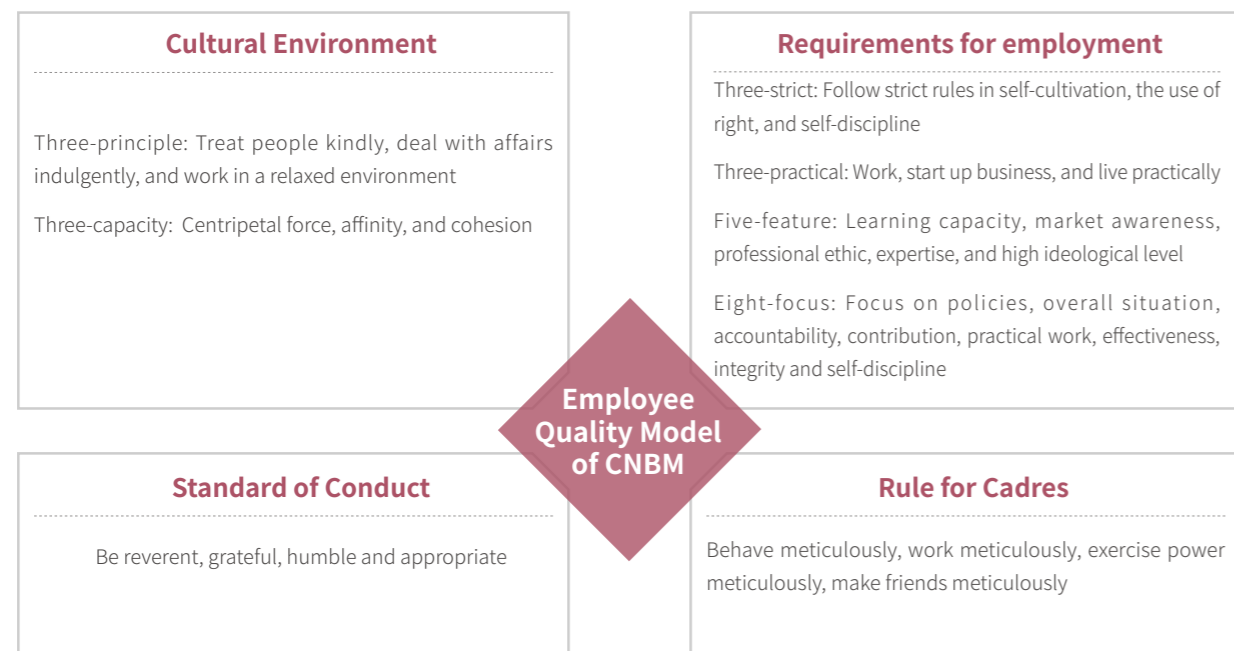 Cultural Environment
Three-principle: Treat people kindly, deal with affairs
indulgently, and work in a relaxed environment
Three-capacity: Centripetal force, affinity, and cohesion
Requirements for employment
Three-strict: Follow strict rules in self-cultivation, the use of
right, and self-discipline
Three-practical: Work, start up business, and live practically
Five-feature: Learning capacity, market awareness,
professional ethic, expertise, and high ideological level
Eight-focus: Focus on policies, overall situation,
accountability, contribution, practical work, effectiveness,
integrity and self-discipline
Employee
Quality Model
of CNBM
Standard of Conduct
Be reverent, grateful, humble and appropriate
Rule for Cadres
Behave meticulously, work meticulously, exercise power
meticulously, make friends meticulously